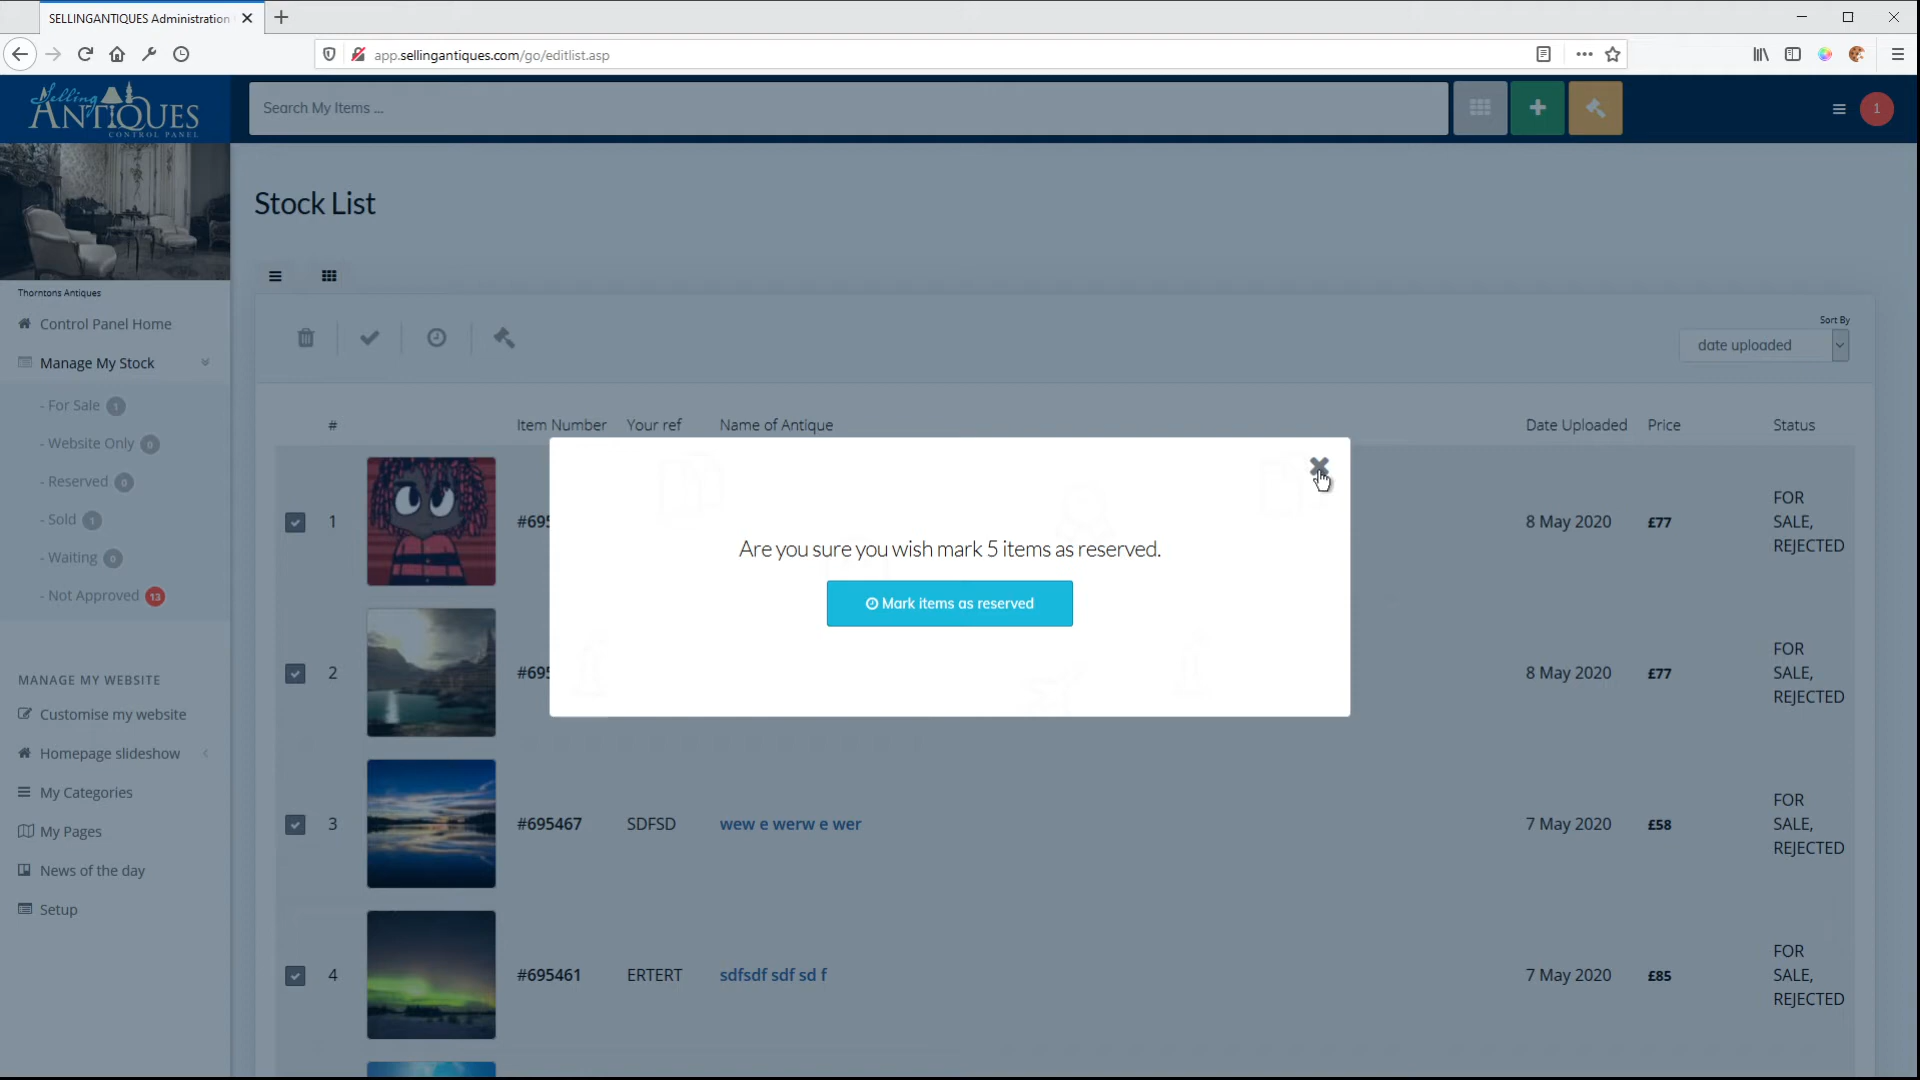 SELLINGANTIQUES Administration
app.sellingantiques.com/go/editlist.asp
Selling
ANTIQUES
CONTROL PANEL
Search My Items ...
1
Stock List
Thorntons Antiques
Control Panel Home
Manage My Stock
- For Sale 1
- Website Only 0
- Reserved 0
- Sold 1
- Waiting 0
- Not Approved 13
MANAGE MY WEBSITE
Customise my website
Homepage slideshow
My Categories
My Pages
News of the day
Setup
Sort By
date uploaded
# Item Number Your ref Name of Antique Date Uploaded Price Status
1 8 May 2020 £77 FOR
SALE,
REJECTED
2 8 May 2020 £77 FOR
SALE,
REJECTED
3 #695467 SDFSD wew e werw e wer 7 May 2020 £58 FOR
SALE,
REJECTED
4 #695461 ERTERT sdfsdf sdf sd f 7 May 2020 £85 FOR
SALE,
REJECTED
Are you sure you wish mark 5 items as reserved.
Mark items as reserved